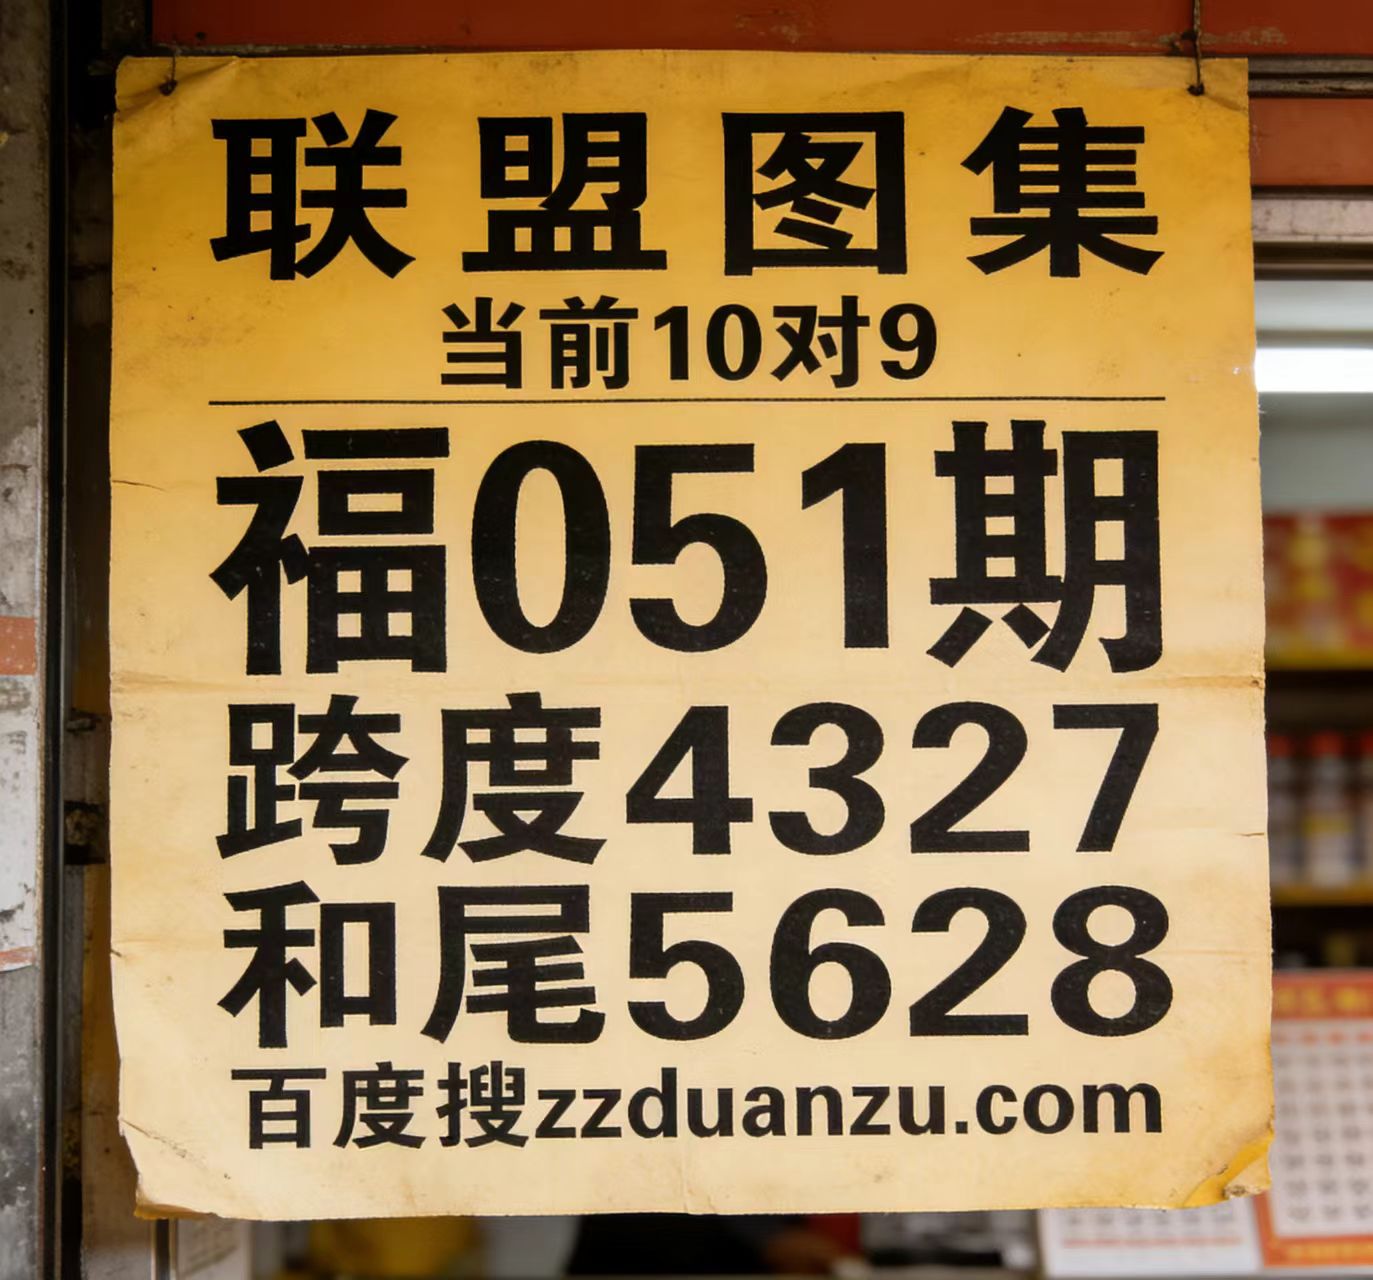 联盟图集
当前10对9
福051期
跨度4327
和尾5628
百度搜zzduanzu.com